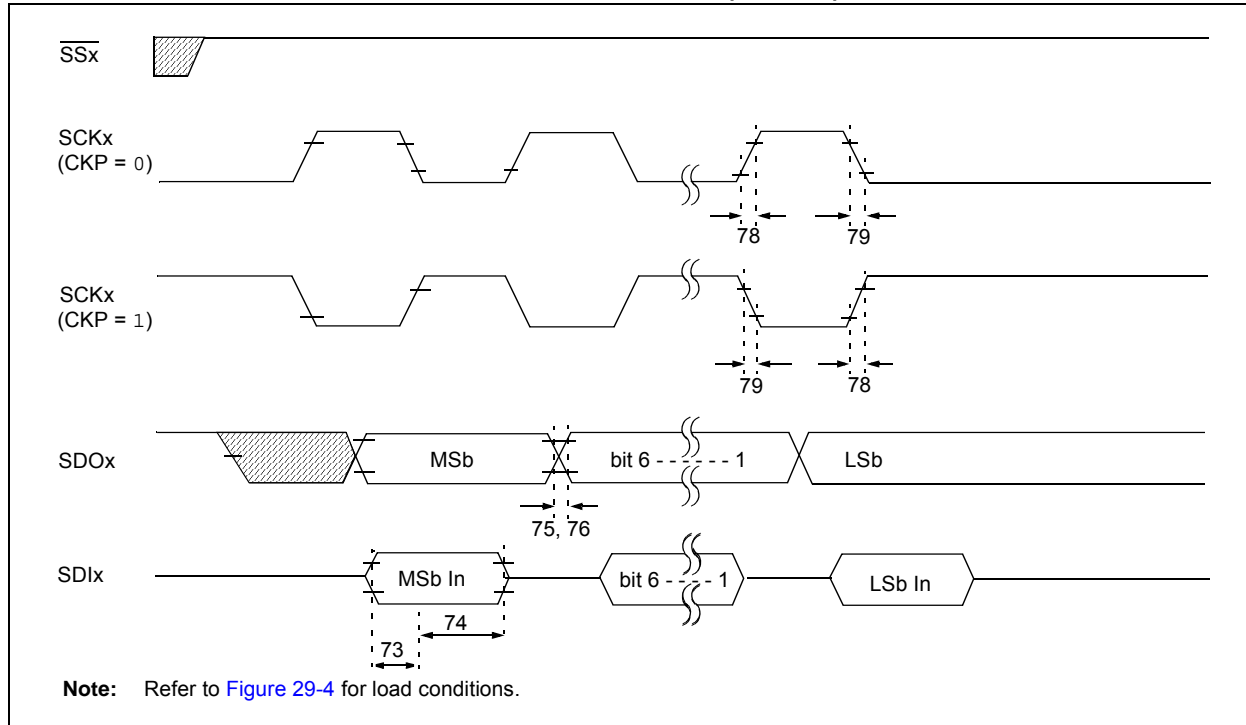 SSx
SCKx
(CKP = 0)
78
79
SCKx
(CKP = 1)
79
78
SDOx
MSb
bit 6 - - - - - - 1
LSb
75, 76
SDIx
MSb In
bit 6 - - - - 1
LSb In
74
73
Note: Refer to Figure 29-4 for load conditions.